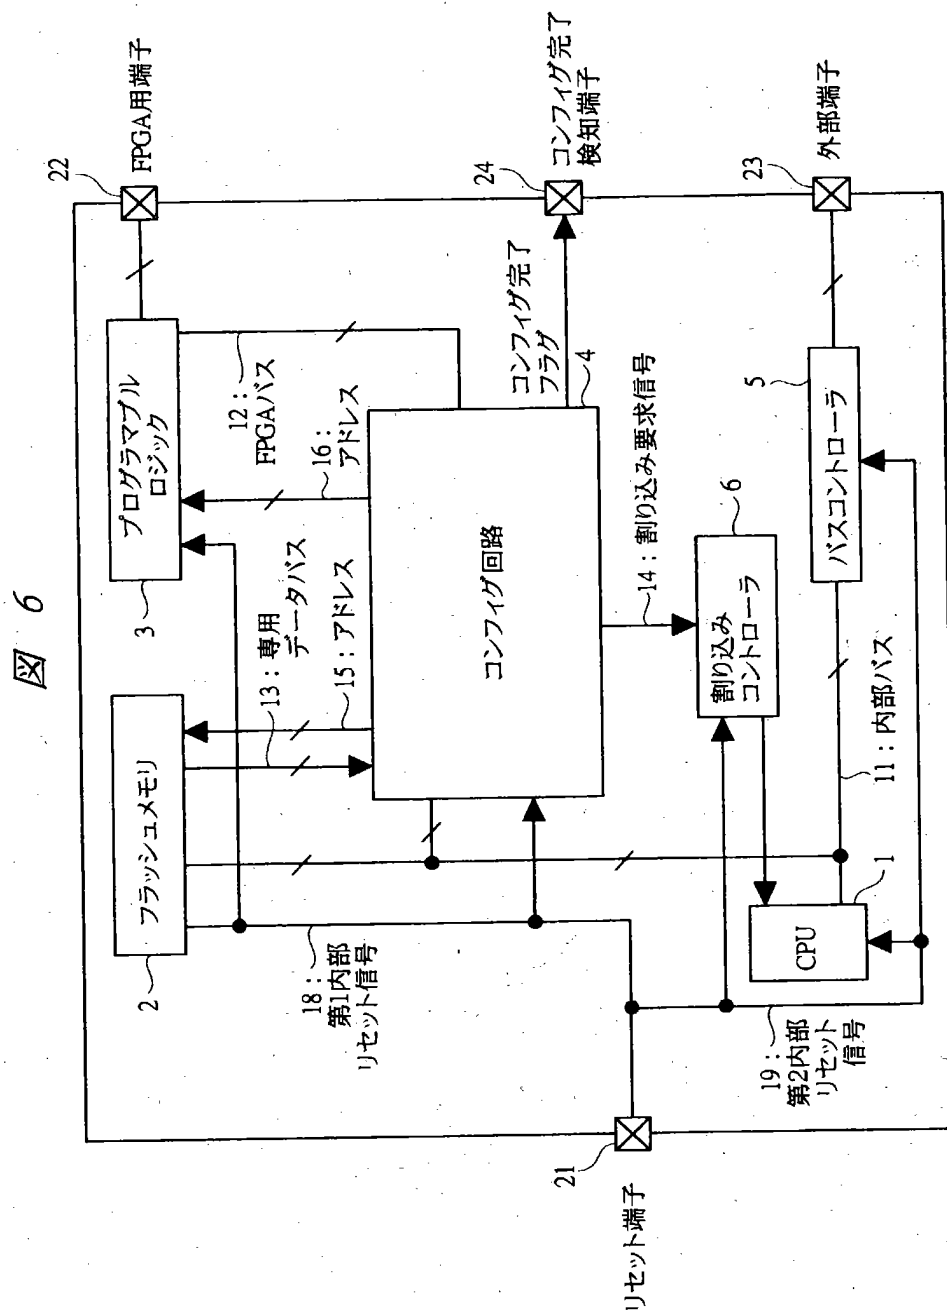 図 6
22
FPGA用端子
24
コンフィグ完了
検知端子
23
外部端子
プログラマブル
ロジック
3
12：
FPGAバス
16：
アドレス
コンフィグ完了
フラグ
4
フラッシュメモリ
2
13：専用
データバス
15：アドレス
コンフィグ回路
14：割り込み要求信号
6
割り込み
コントローラ
5
バスコントローラ
11：内部バス
1
CPU
18：
第1内部
リセット信号
19：
第2内部
リセット
信号
21
リセット端子